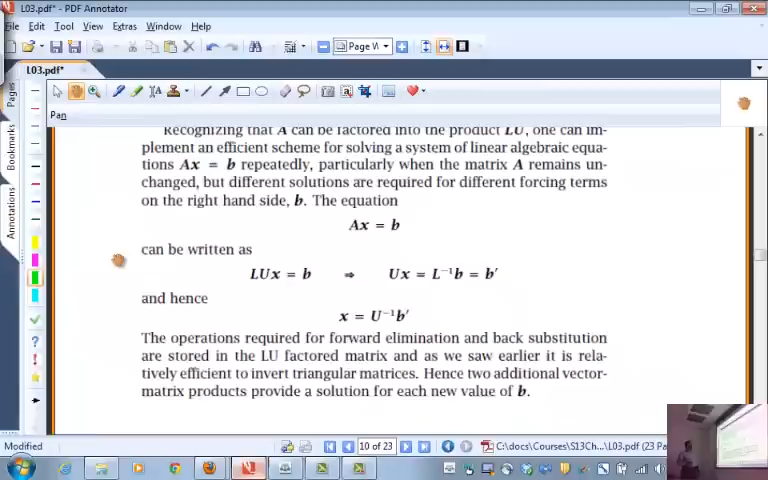 L03.pdf* - PDF Annotator
File Edit View Tool Extras Window Help
Page W
L03.pdf*
Pan
Pages
Bookmarks
Annotations
Recognizing that A can be factored into the product LU, one can im-
plement an efficient scheme for solving a system of linear algebraic equa-
tions Ax = b repeatedly, particularly when the matrix A remains un-
changed, but different solutions are required for different forcing terms
on the right hand side, b. The equation
Ax = b
can be written as
LUx = b ⇒ Ux = L⁻¹b = b′
and hence
x = U⁻¹b′
The operations required for forward elimination and back substitution
are stored in the LU factored matrix and as we saw earlier it is rela-
tively efficient to invert triangular matrices. Hence two additional vector-
matrix products provide a solution for each new value of b.
Modified 10 of 23 C:\docs\Courses\S13Ch...\L03.pdf (23 Pa